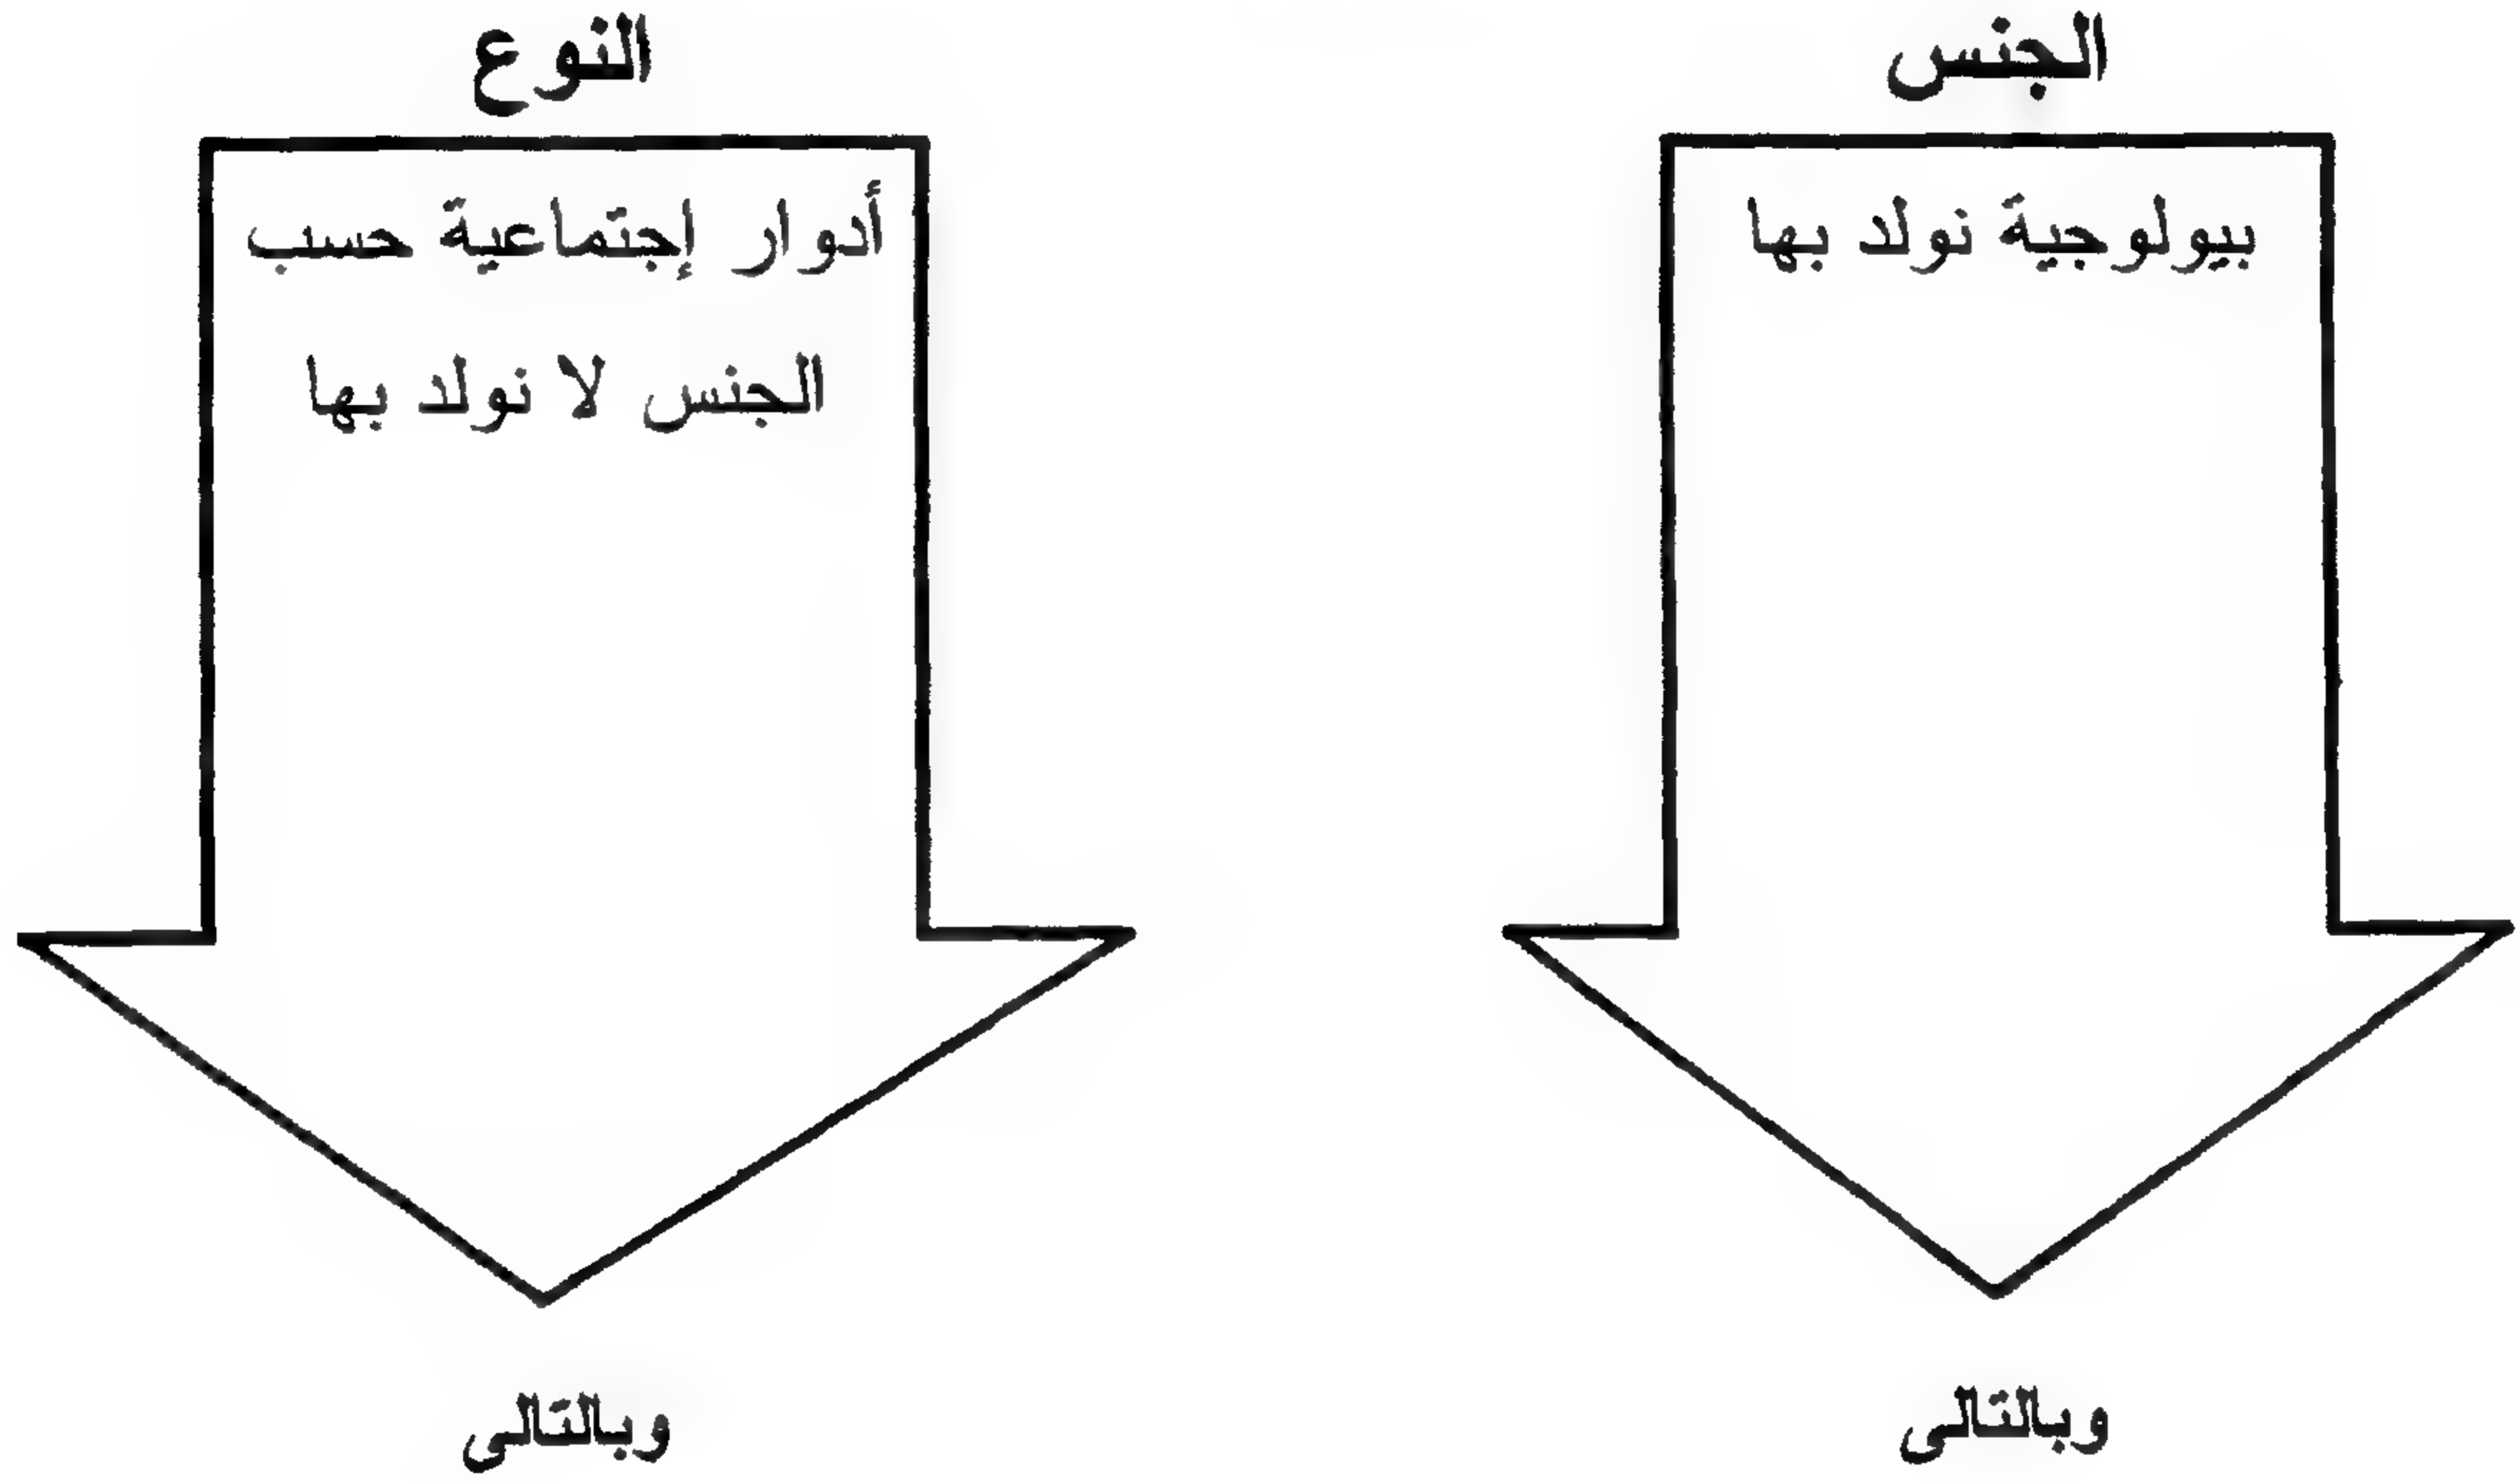 الجنس
بيولوجية نولد بها
وبالتالى
النوع
أدوار إجتماعية حسب
الجنس لا نولد بها
وبالتالى